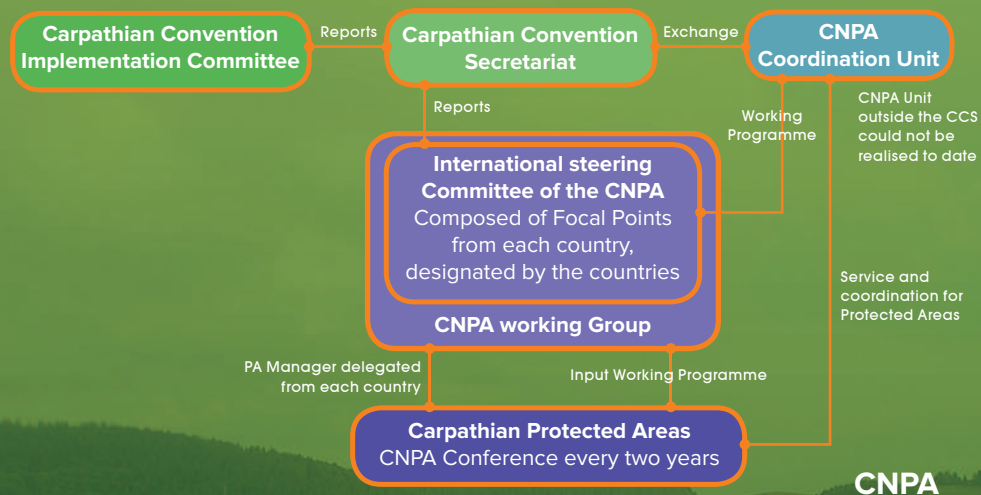 Carpathian Convention
Implementation Committee
Reports
Carpathian Convention
Secretariat
Exchange
CNPA
Coordination Unit
Reports
Working
Programme
CNPA Unit
outside the CCS
could not be
realised to date
International steering
Committee of the CNPA
Composed of Focal Points
from each country,
designated by the countries
CNPA working Group
Service and
coordination for
Protected Areas
PA Manager delegated
from each country
Input Working Programme
Carpathian Protected Areas
CNPA Conference every two years
CNPA